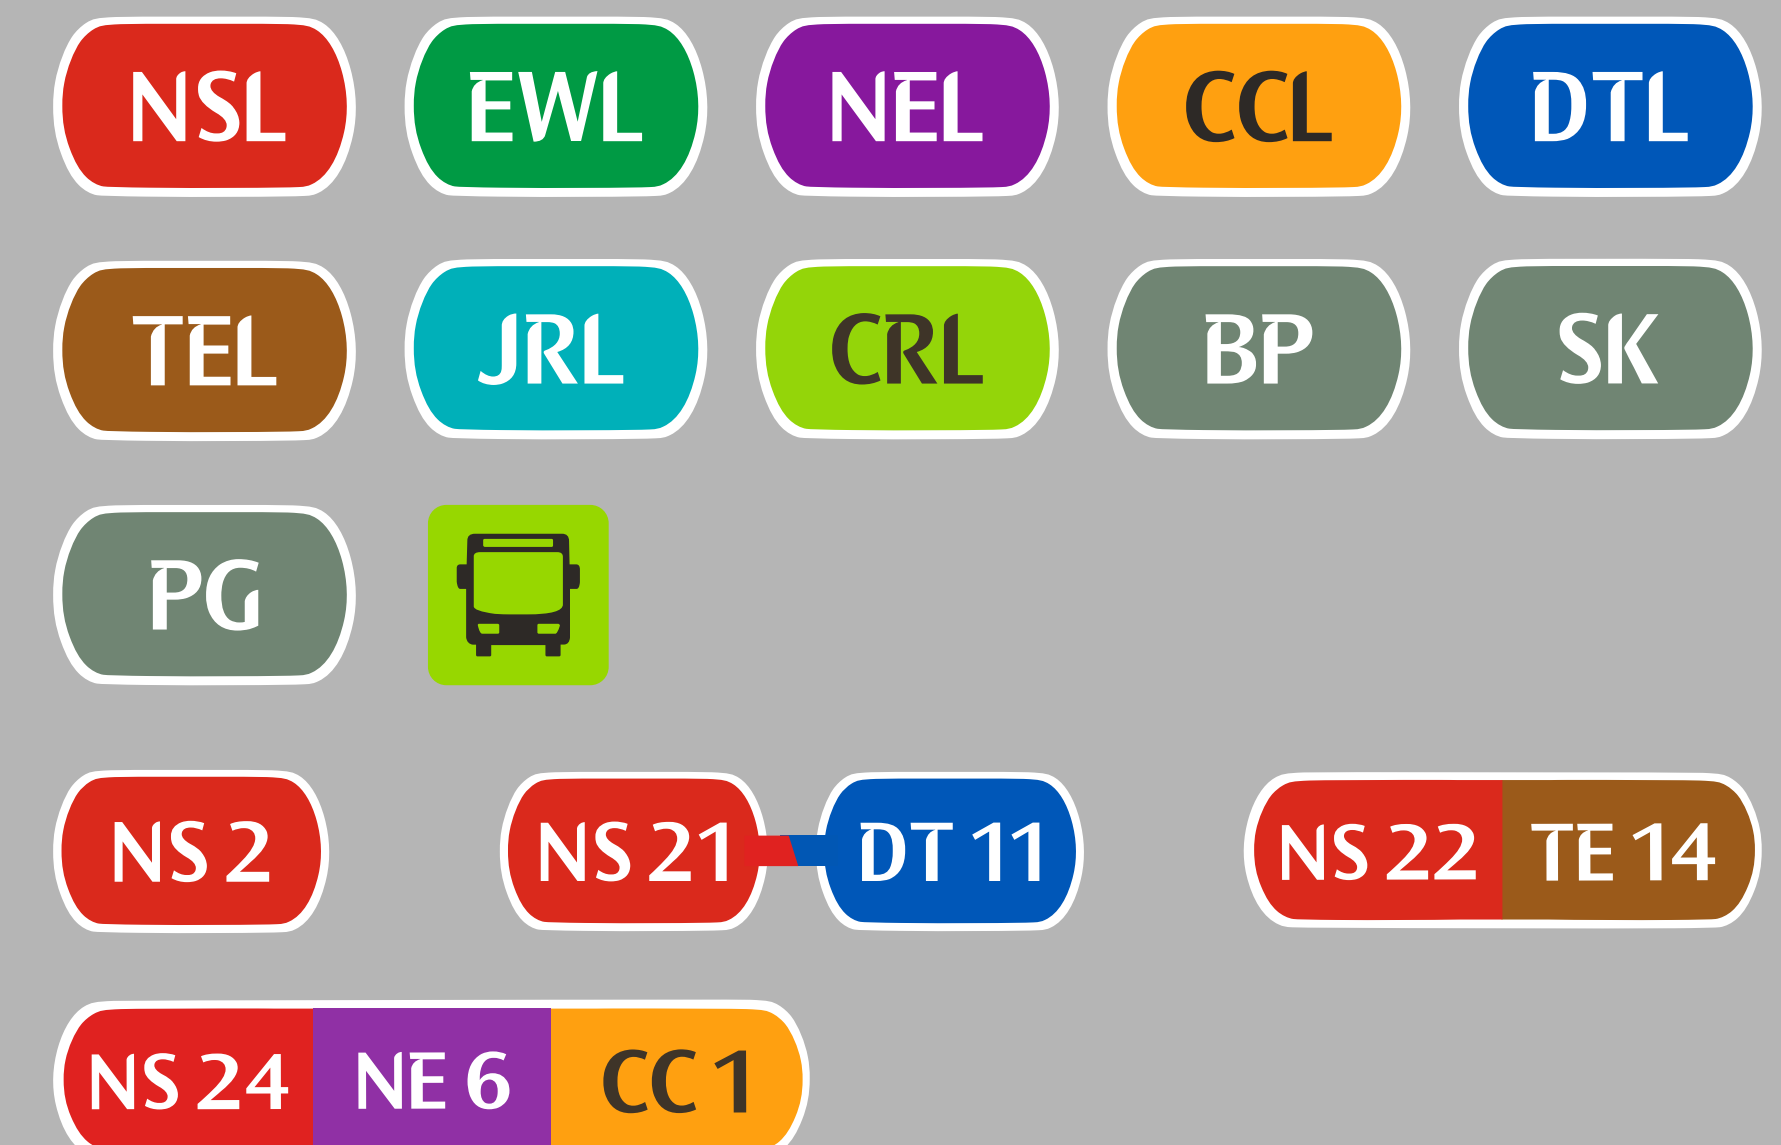 NSL EWL NEL CCL DTL
TEL JRL CRL BP SK
PG
NS 2 NS 21 DT 11 NS 22 TE 14
NS 24 NE 6 CC 1